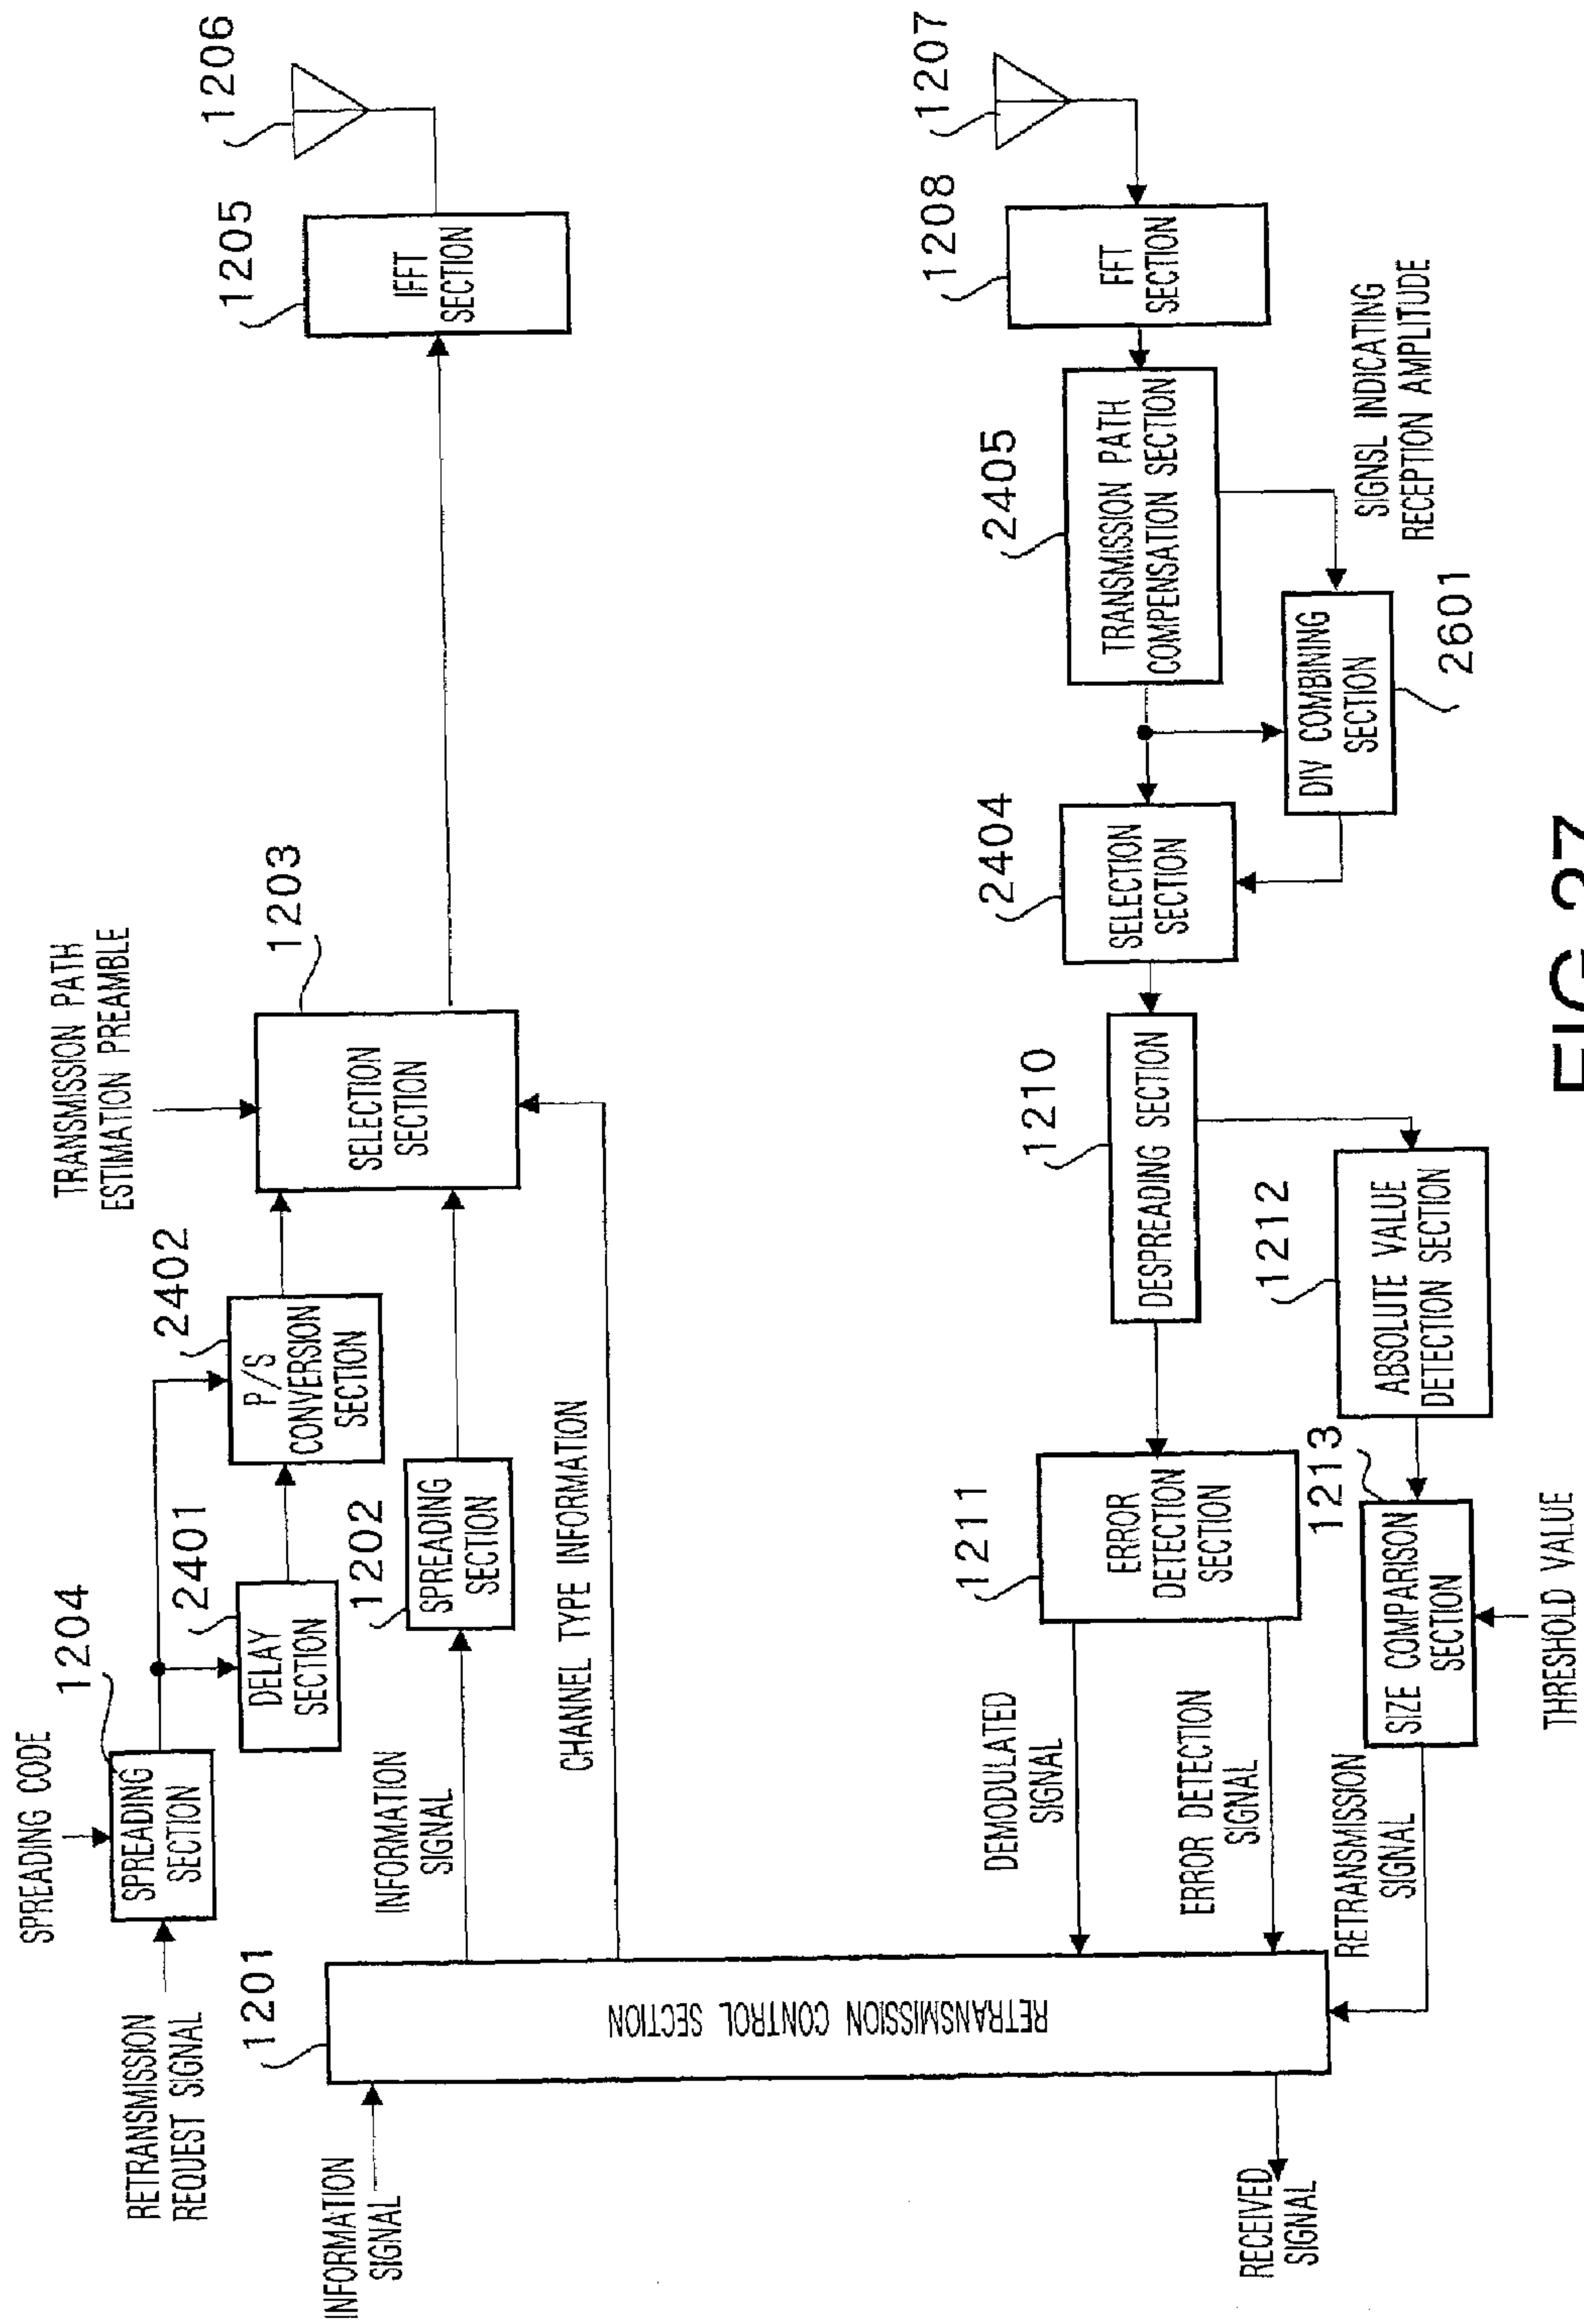 SPREADING CODE
RETRANSMISSION
REQUEST SIGNAL
1204
SPREADING
SECTION
2401
DELAY
SECTION
2402
P/S
CONVERSION
SECTION
TRANSMISSION PATH
ESTIMATION PREAMBLE
1203
SELECTION
SECTION
1205
IFFT
SECTION
1206
INFORMATION
SIGNAL
1201
RETRANSMISSION CONTROL SECTION
INFORMATION
SIGNAL
1202
SPREADING
SECTION
CHANNEL TYPE INFORMATION
RECEIVED
SIGNAL
DEMODULATED
SIGNAL
ERROR DETECTION
SIGNAL
RETRANSMISSION
SIGNAL
1211
ERROR
DETECTION
SECTION
1213
SIZE COMPARISON
SECTION
THRESHOLD VALUE
1210
DESPREADING SECTION
1212
ABSOLUTE VALUE
DETECTION SECTION
2404
SELECTION
SECTION
2405
TRANSMISSION PATH
COMPENSATION SECTION
DIV COMBINING
SECTION
2601
SIGNSL INDICATING
RECEPTION AMPLITUDE
1208
FFT
SECTION
1207
FIG.27